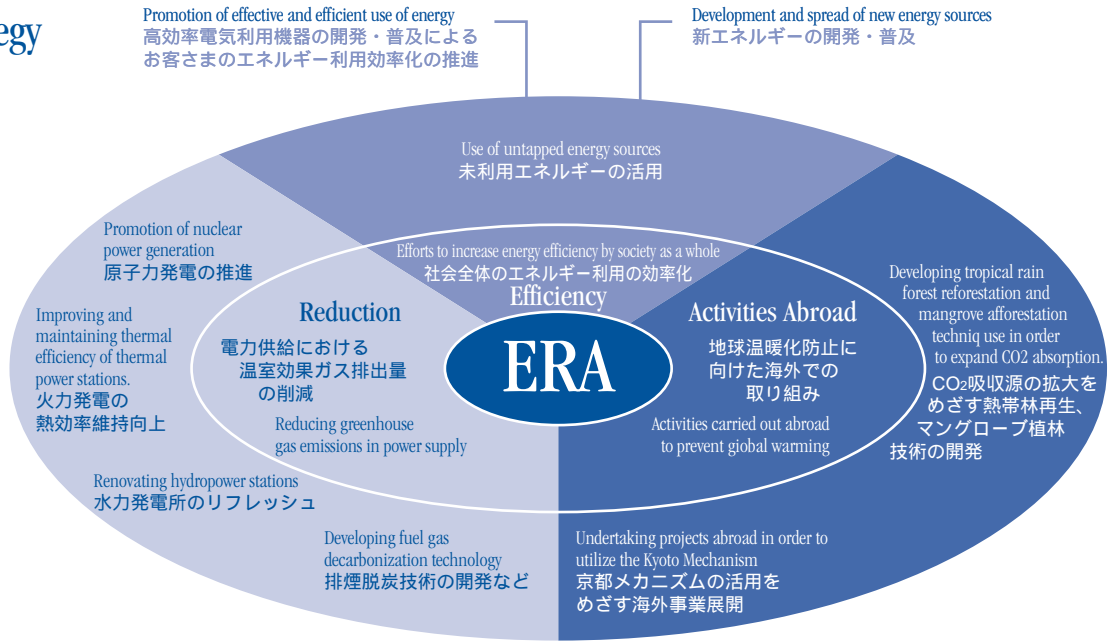 egy
Promotion of effective and efficient use of energy
高効率電気利用機器の開発・普及による
お客さまのエネルギー利用効率化の推進
Development and spread of new energy sources
新エネルギーの開発・普及
Use of untapped energy sources
未利用エネルギーの活用
Efforts to increase energy efficiency by society as a whole
社会全体のエネルギー利用の効率化
Efficiency
ERA
Promotion of nuclear
power generation
原子力発電の推進
Improving and
maintaining thermal
efficiency of thermal
power stations.
火力発電の
熱効率維持向上
Renovating hydropower stations
水力発電所のリフレッシュ
Developing fuel gas
decarbonization technology
排煙脱炭技術の開発など
Reduction
電力供給における
温室効果ガス排出量
の削減
Reducing greenhouse
gas emissions in power supply
Activities Abroad
地球温暖化防止に
向けた海外での
取り組み
Activities carried out abroad
to prevent global warming
Developing tropical rain
forest reforestation and
mangrove afforestation
techniq use in order
to expand CO2 absorption.
CO2吸収源の拡大を
めざす熱帯林再生、
マングローブ植林
技術の開発
Undertaking projects abroad in order to
utilize the Kyoto Mechanism
京都メカニズムの活用を
めざす海外事業展開